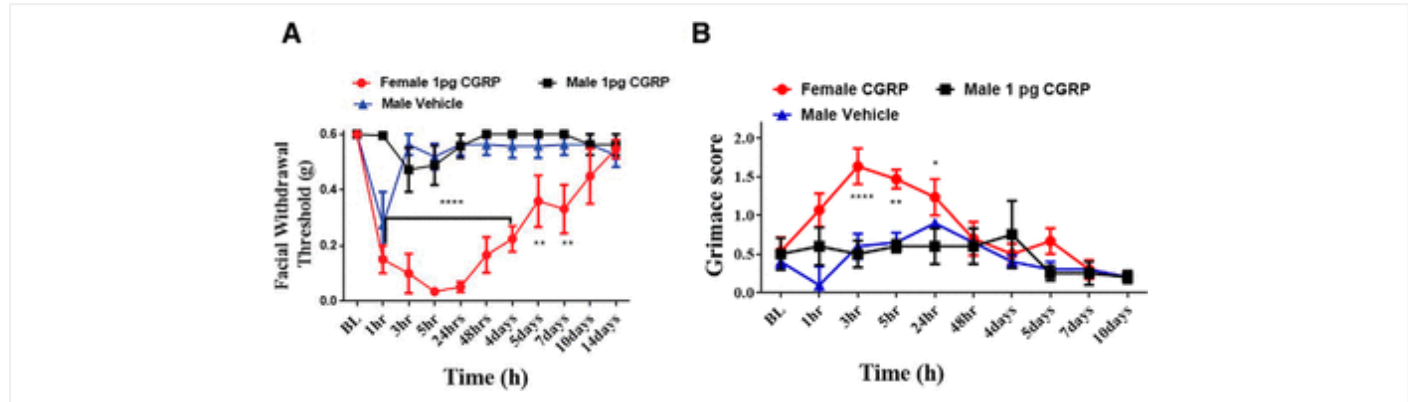 A
Female 1pg CGRP
Male 1pg CGRP
Male Vehicle
Facial Withdrawal
Threshold (g)
0.6
0.2
0.0
****
**
**
BL
1hr
3hr
5hr
24hrs
48hrs
4days
5days
7days
10days
14days
Time (h)
B
Female CGRP
Male 1 pg CGRP
Male Vehicle
Grimace score
2.0
1.5
1.0
0.5
0.0
****
**
*
BL
1hr
3hr
5hr
24hr
48hr
4days
5days
7days
10days
Time (h)